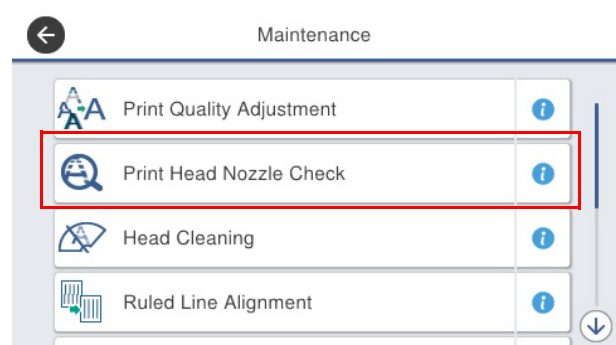 Maintenance
Print Quality Adjustment
Print Head Nozzle Check
Head Cleaning
Ruled Line Alignment